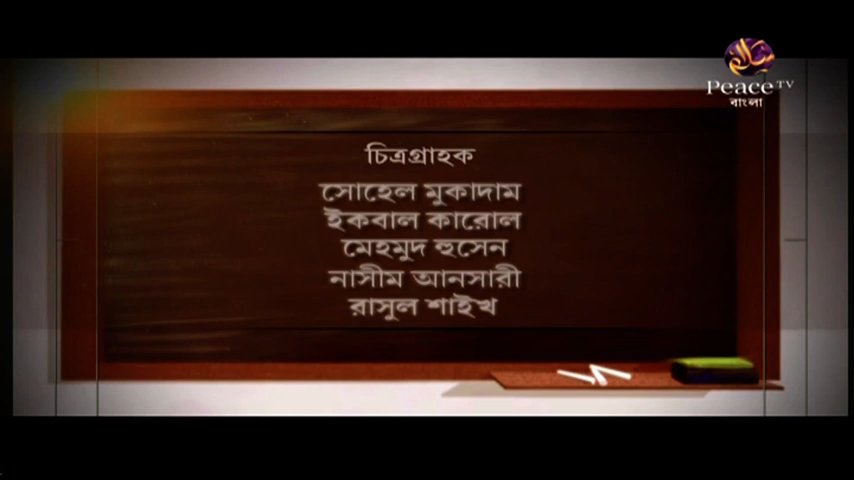 Peace TV
বাংলা
চিত্রগ্রাহক
সোহেল মুকাদাম
ইকবাল কারোল
মেহমুদ হুসেন
নাসীম আনসারী
রাসুল শাইখ